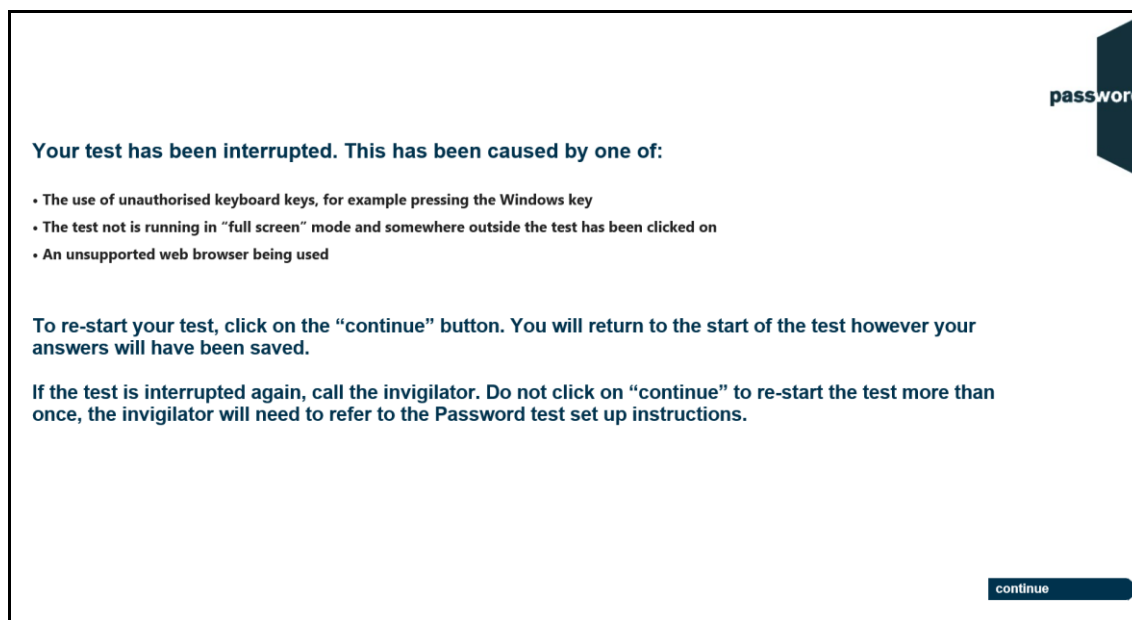 password
Your test has been interrupted. This has been caused by one of:
• The use of unauthorised keyboard keys, for example pressing the Windows key
• The test not is running in “full screen” mode and somewhere outside the test has been clicked on
• An unsupported web browser being used
To re-start your test, click on the “continue” button. You will return to the start of the test however your
answers will have been saved.
If the test is interrupted again, call the invigilator. Do not click on “continue” to re-start the test more than
once, the invigilator will need to refer to the Password test set up instructions.
continue